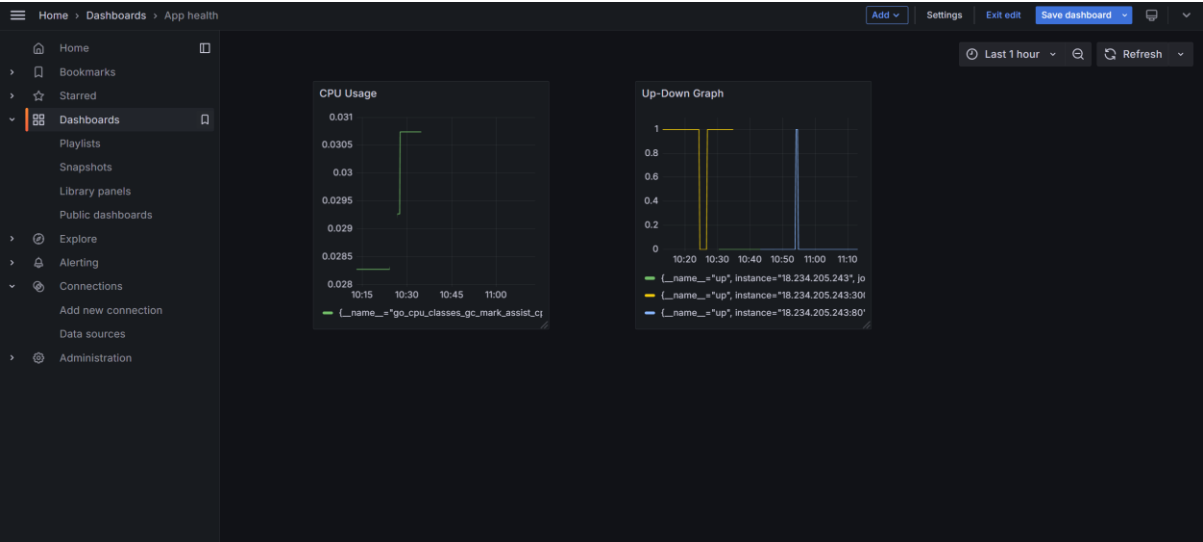 Home › Dashboards › App health
Add
Settings
Exit edit
Save dashboard
Home
Bookmarks
Starred
Dashboards
Playlists
Snapshots
Library panels
Public dashboards
Explore
Alerting
Connections
Add new connection
Data sources
Administration
Last 1 hour
Refresh
CPU Usage
0.031
0.0305
0.03
0.0295
0.029
0.0285
0.028
10:15 10:30 10:45 11:00
{__name__="go_cpu_classes_gc_mark_assist_cp
Up-Down Graph
1
0.8
0.6
0.4
0.2
0
10:20 10:30 10:40 10:50 11:00 11:10
{__name__="up", instance="18.234.205.243", jo
{__name__="up", instance="18.234.205.243:300
{__name__="up", instance="18.234.205.243:80"